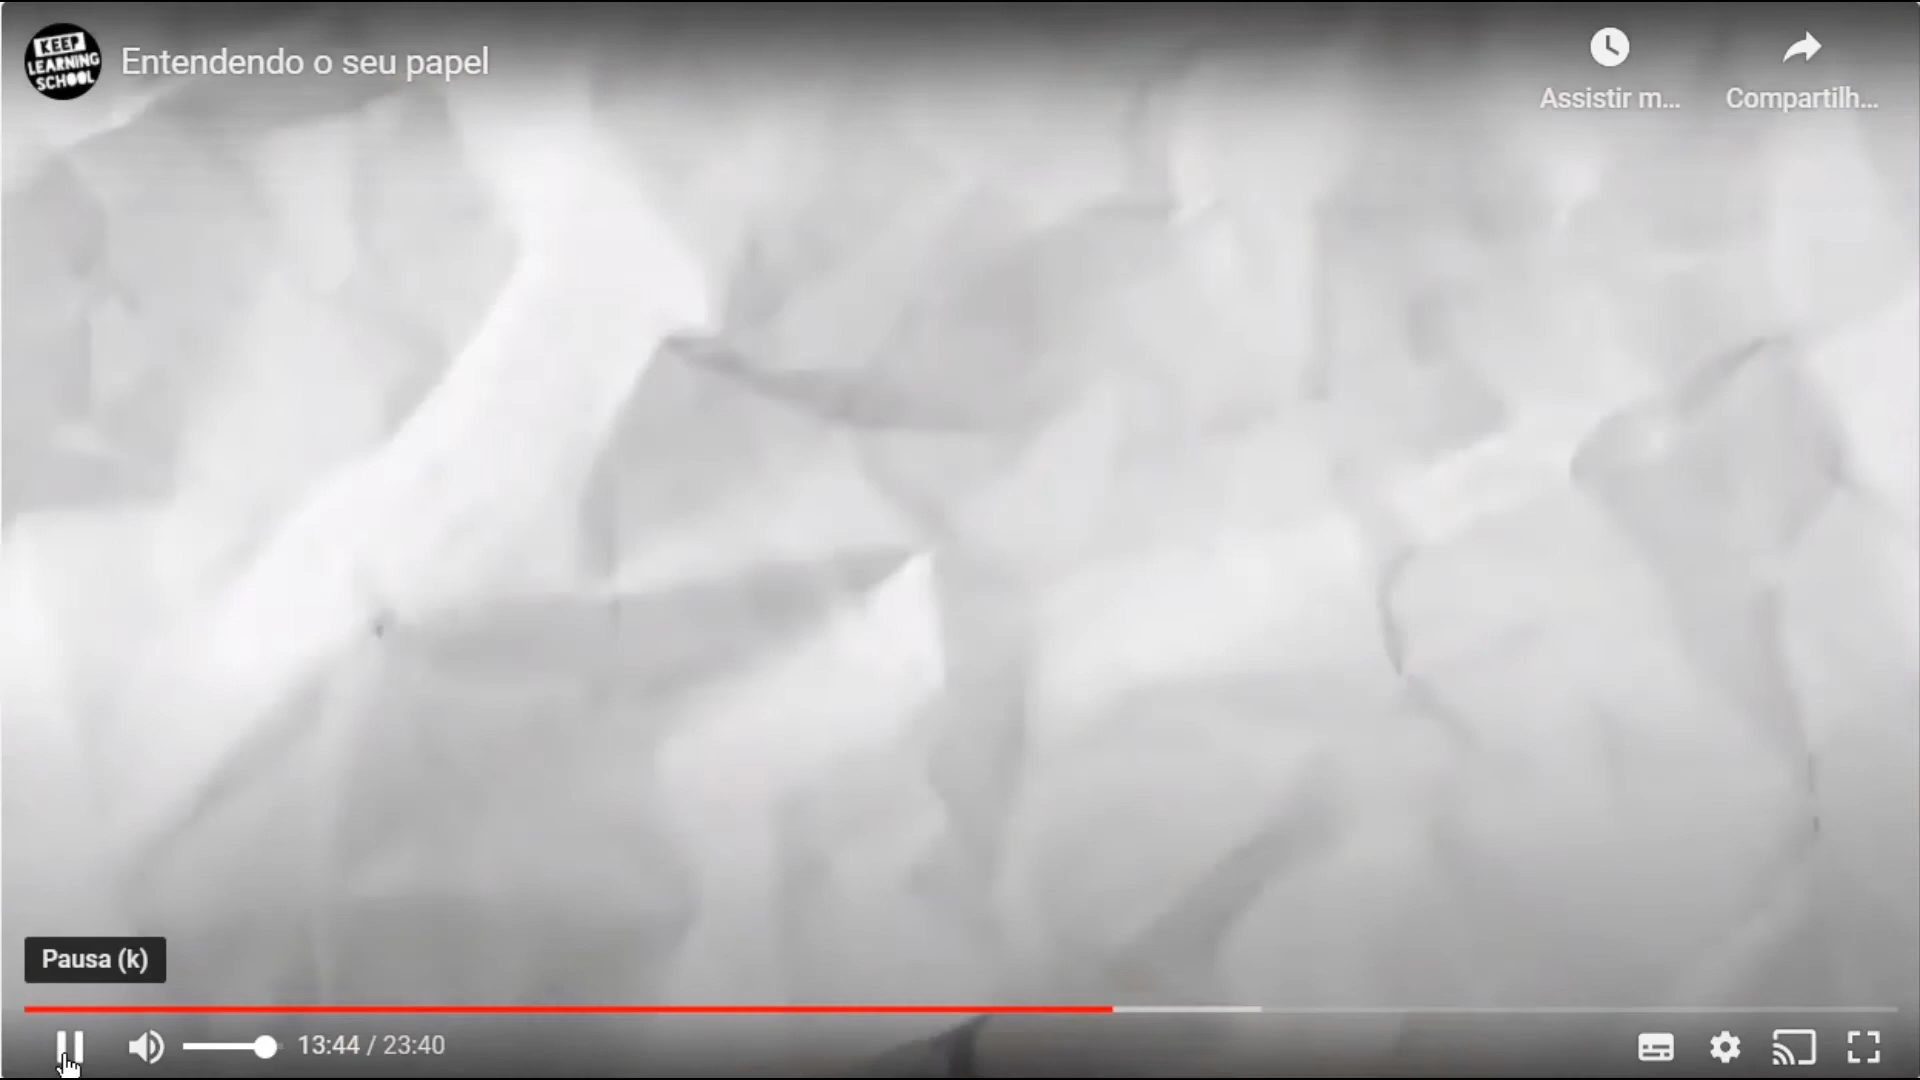 KEEP
LEARNING
SCHOOL
Entendendo o seu papel
Assistir m...
Compartilh...
Pausa (k)
13:44 / 23:40